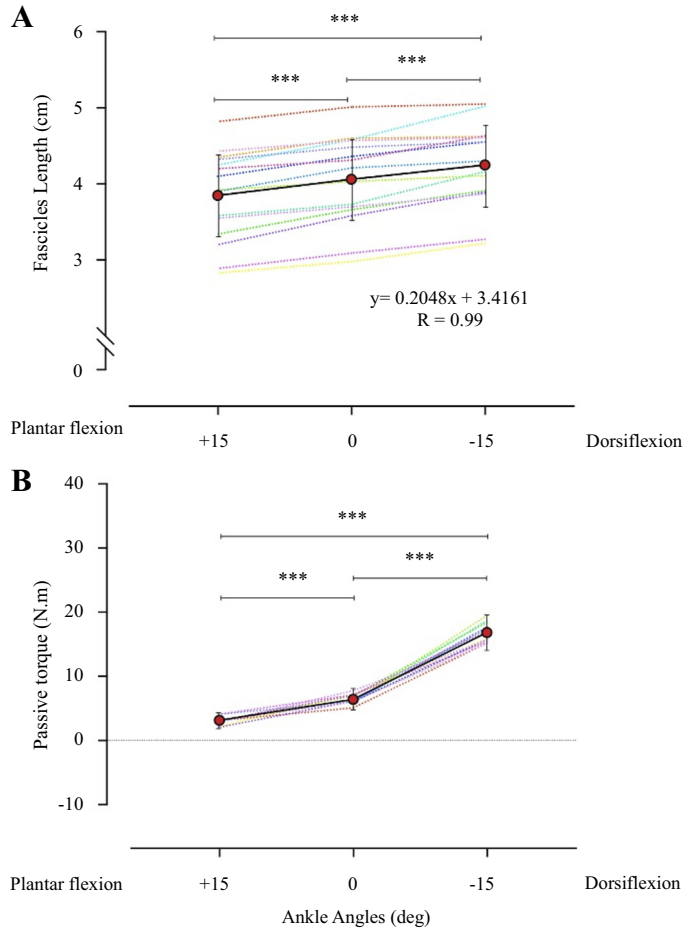 A
6
***
***
***
5
Fascicles Length (cm)
4
3
y= 0.2048x + 3.4161
R = 0.99
0
Plantar flexion
+15
0
-15
Dorsiflexion
B
40
***
30
***
***
20
Passive torque (N.m)
10
0
-10
Plantar flexion
+15
0
-15
Dorsiflexion
Ankle Angles (deg)